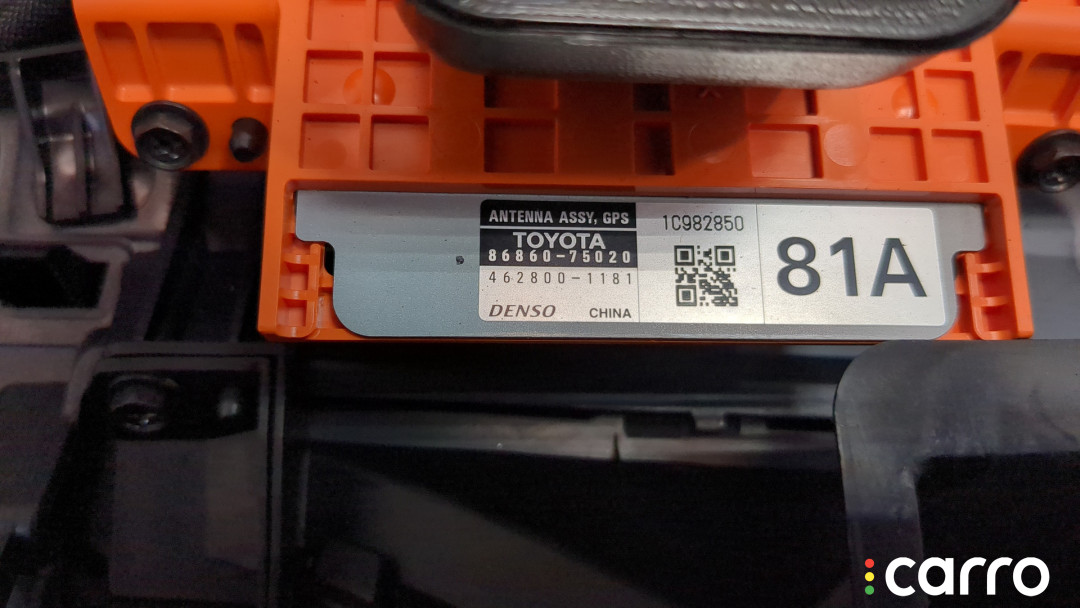 ANTENNA ASSY, GPS
TOYOTA
86860-75020
462800-1181
DENSO CHINA
1C982850
81A
carro